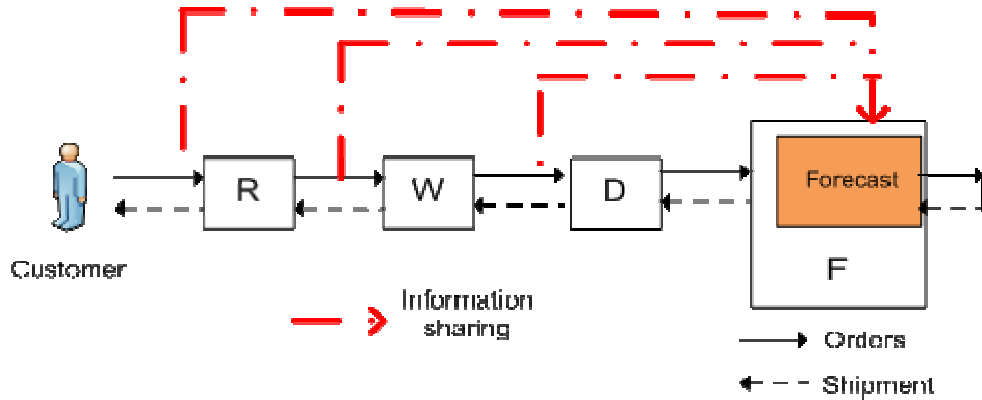 R
W
D
Forecast
F
Customer
Information
sharing
Orders
Shipment